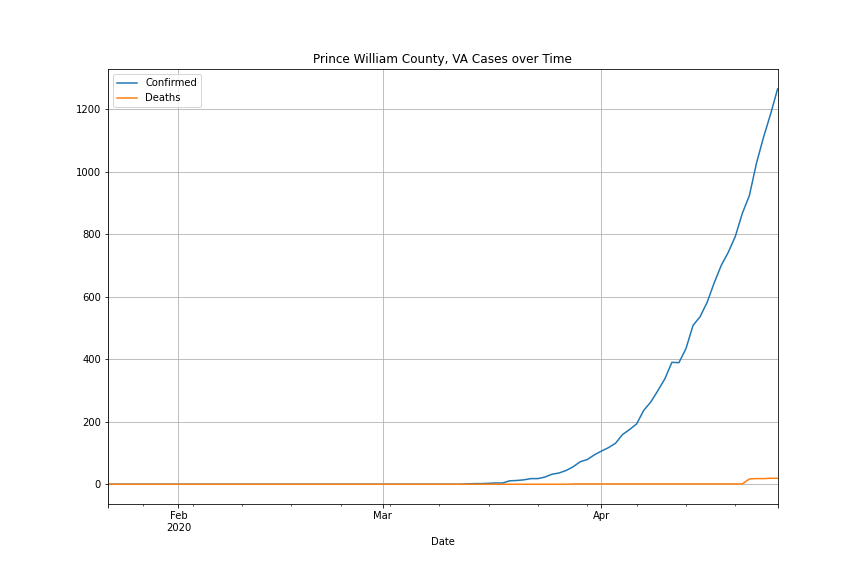 Prince William County, VA Cases over Time
Confirmed
Deaths
1200
1000
800
600
400
200
0
Feb
2020
Mar
Apr
Date